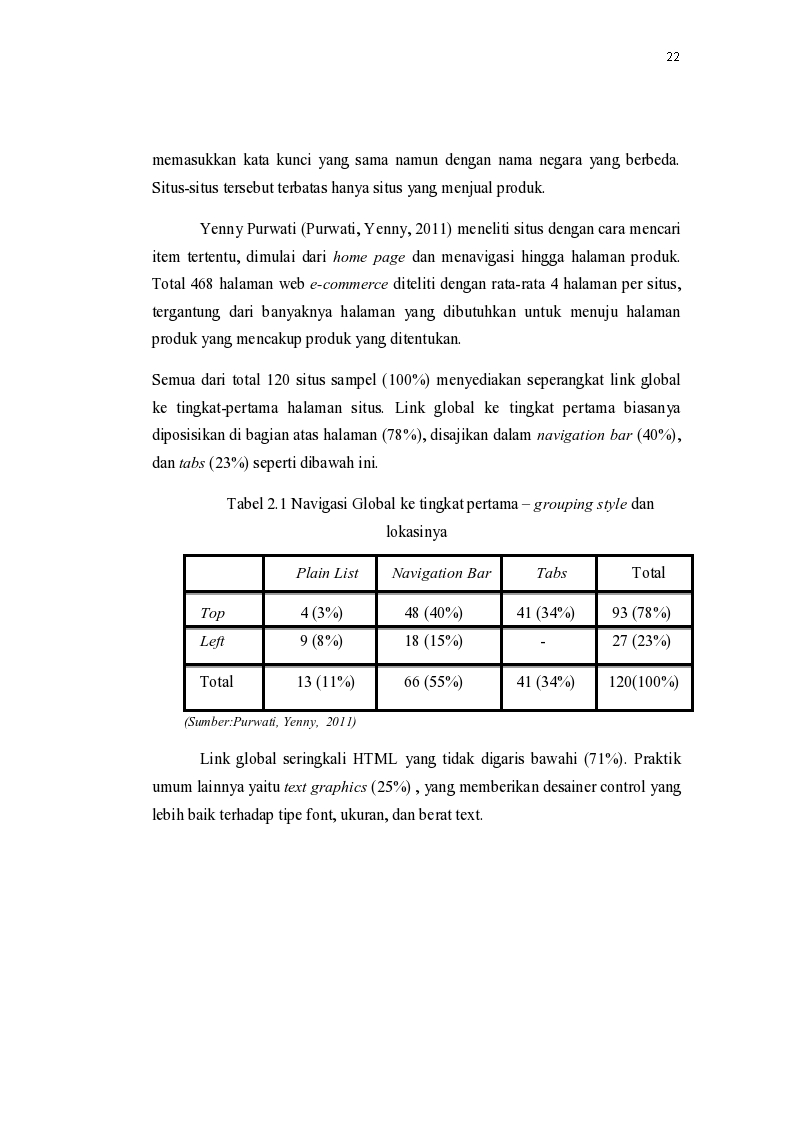 22
memasukkan kata kunci yang sama namun dengan nama negara yang berbeda.
Situs-situs tersebut terbatas hanya situs yang menjual produk.
Yenny Purwati (Purwati, Yenny, 2011) meneliti situs dengan cara mencari
item tertentu, dimulai dari home page dan menavigasi hingga halaman produk.
Total 468 halaman web e-commerce diteliti dengan rata-rata 4 halaman per situs,
tergantung dari banyaknya halaman yang dibutuhkan untuk menuju halaman
produk yang mencakup produk yang ditentukan.
Semua dari total 120 situs sampel (100%) menyediakan seperangkat link global
ke tingkat-pertama halaman situs. Link global ke tingkat pertama biasanya
diposisikan di bagian atas halaman (78%), disajikan dalam navigation bar (40%),
dan tabs (23%) seperti dibawah ini.
Tabel 2.1 Navigasi Global ke tingkat pertama – grouping style dan
lokasinya
Plain List Navigation Bar Tabs Total
Top 4 (3%) 48 (40%) 41 (34%) 93 (78%)
Left 9 (8%) 18 (15%) - 27 (23%)
Total 13 (11%) 66 (55%) 41 (34%) 120(100%)
(Sumber:Purwati, Yenny, 2011)
Link global seringkali HTML yang tidak digaris bawahi (71%). Praktik
umum lainnya yaitu text graphics (25%) , yang memberikan desainer control yang
lebih baik terhadap tipe font, ukuran, dan berat text.